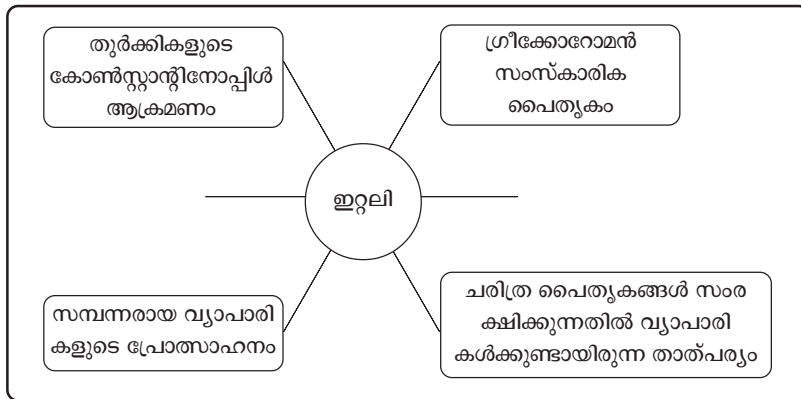 തുർക്കികളുടെ
കോൺസ്റ്റാന്റിനോപ്പിൾ
ആക്രമണം
ഗ്രീക്കോറോമൻ
സംസ്കാരിക
പൈതൃകം
ഇറ്റലി
സമ്പന്നരായ വ്യാപാരി
കളുടെ പ്രോത്സാഹനം
ചരിത്ര പൈതൃകങ്ങൾ സംര
ക്ഷിക്കുന്നതിൽ വ്യാപാരി
കൾക്കുണ്ടായിരുന്ന താത്പര്യം